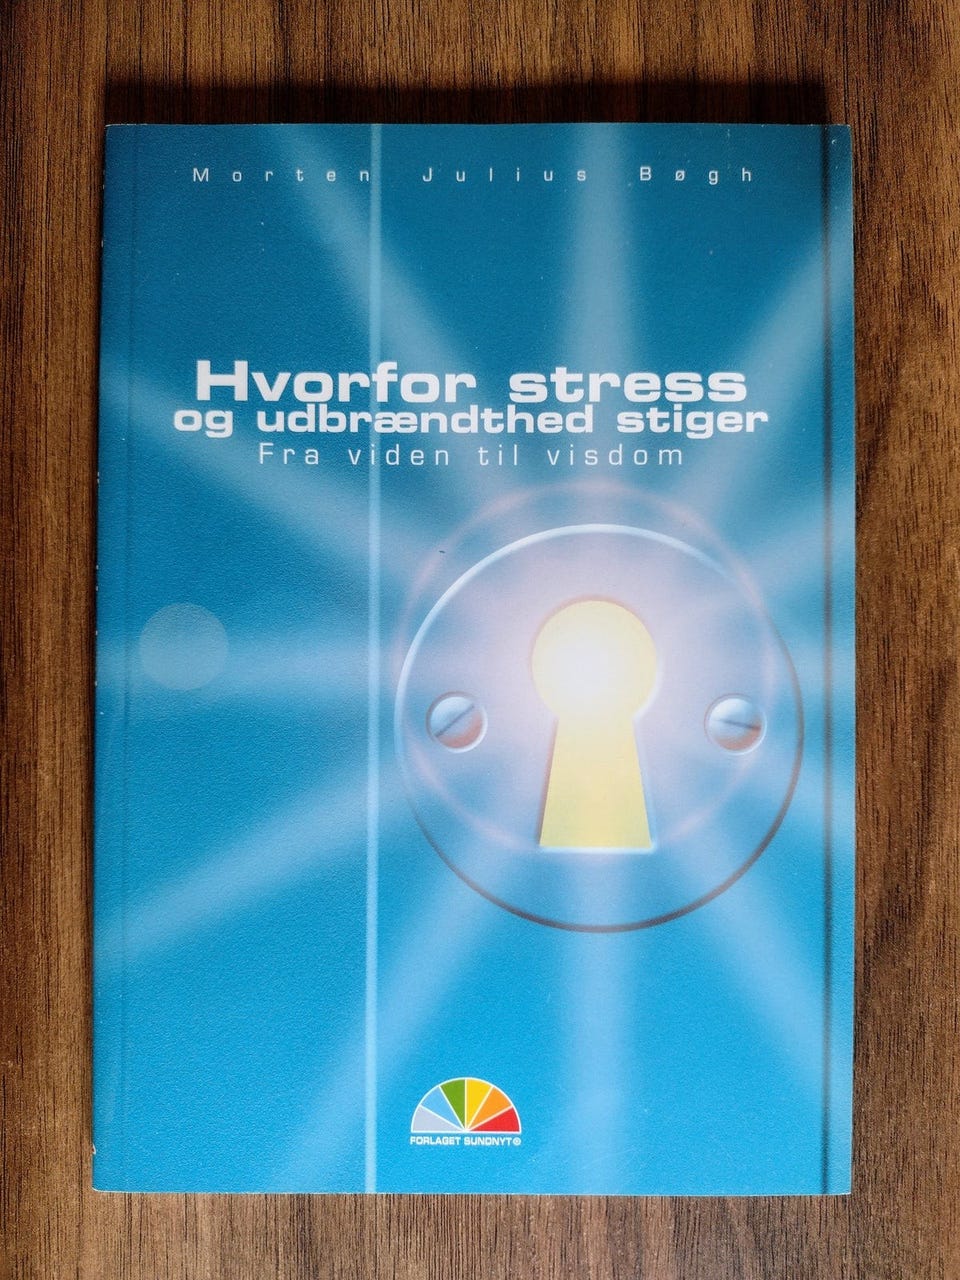 Morten Julius Bøgh
Hvorfor stress
og udbrændthed stiger
Fra viden til visdom
FORLAGET SUNDNYT®